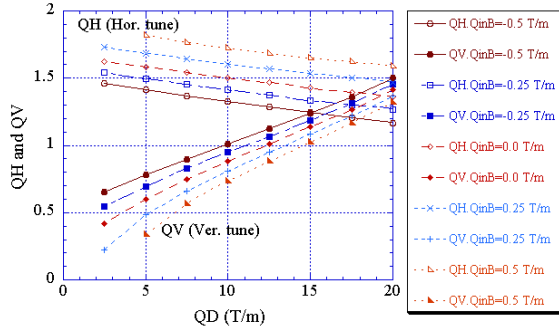 2
QH (Hor. tune)
1.5
QH and QV
1
0.5
QV (Ver. tune)
0
0
5
10
15
20
QD (T/m)
QH.QinB=-0.5 T/m
QV.QinB=-0.5 T/m
QH.QinB=-0.25 T/m
QV.QinB=-0.25 T/m
QH.QinB=0.0 T/m
QV.QinB=0.0 T/m
QH.QinB=0.25 T/m
QV.QinB=0.25 T/m
QH.QinB=0.5 T/m
QV.QinB=0.5 T/m